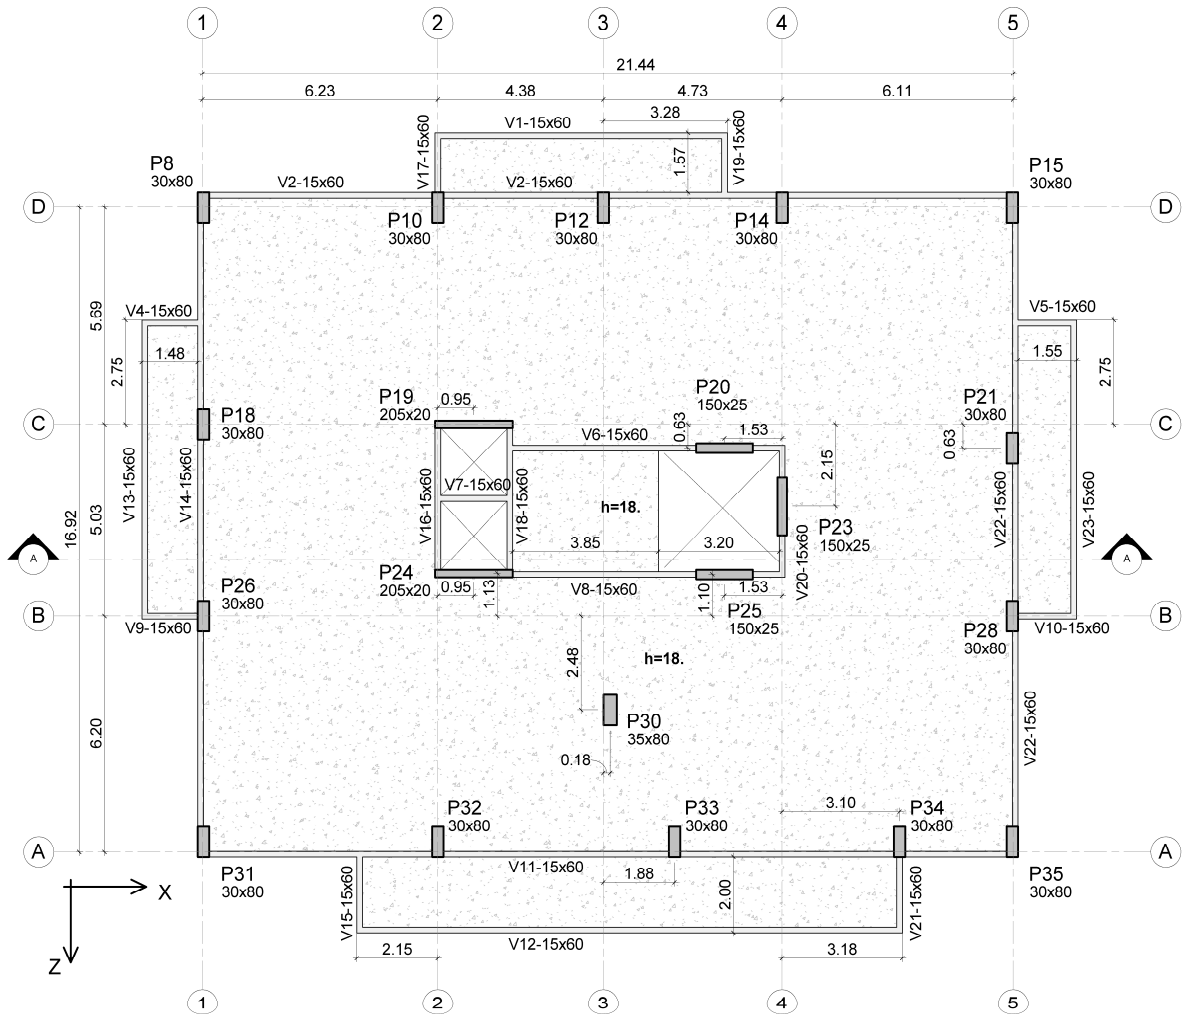 1 2 3 4 5
21.44
6.23 4.38 4.73 6.11
3.28
V1-15x60
V17-15x60
V19-15x60
1.57
P8
30x80
V2-15x60
V2-15x60
P15
30x80
D
D
P10
30x80
P12
30x80
P14
30x80
5.69
V4-15x60
V5-15x60
1.48
1.55
2.75
2.75
P19
205x20
0.95
P20
150x25
P21
30x80
C
C
P18
30x80
V6-15x60
0.63
1.53
0.63
2.15
V13-15x60
V14-15x60
V16-15x60
V7-15x60
V18-15x60
h=18.
V22-15x60
V23-15x60
16.92
5.03
P23
150x25
A
A
3.85
3.20
V20-15x60
P24
205x20
0.95
1.13
V8-15x60
1.10
1.53
P25
150x25
P26
30x80
B
B
V9-15x60
P28
30x80
V10-15x60
2.48
h=18.
6.20
P30
35x80
V22-15x60
0.18
P32
30x80
P33
30x80
3.10
P34
30x80
A
A
P31
30x80
V11-15x60
1.88
P35
30x80
X
Z
V15-15x60
2.00
V21-15x60
V12-15x60
2.15
3.18
1 2 3 4 5